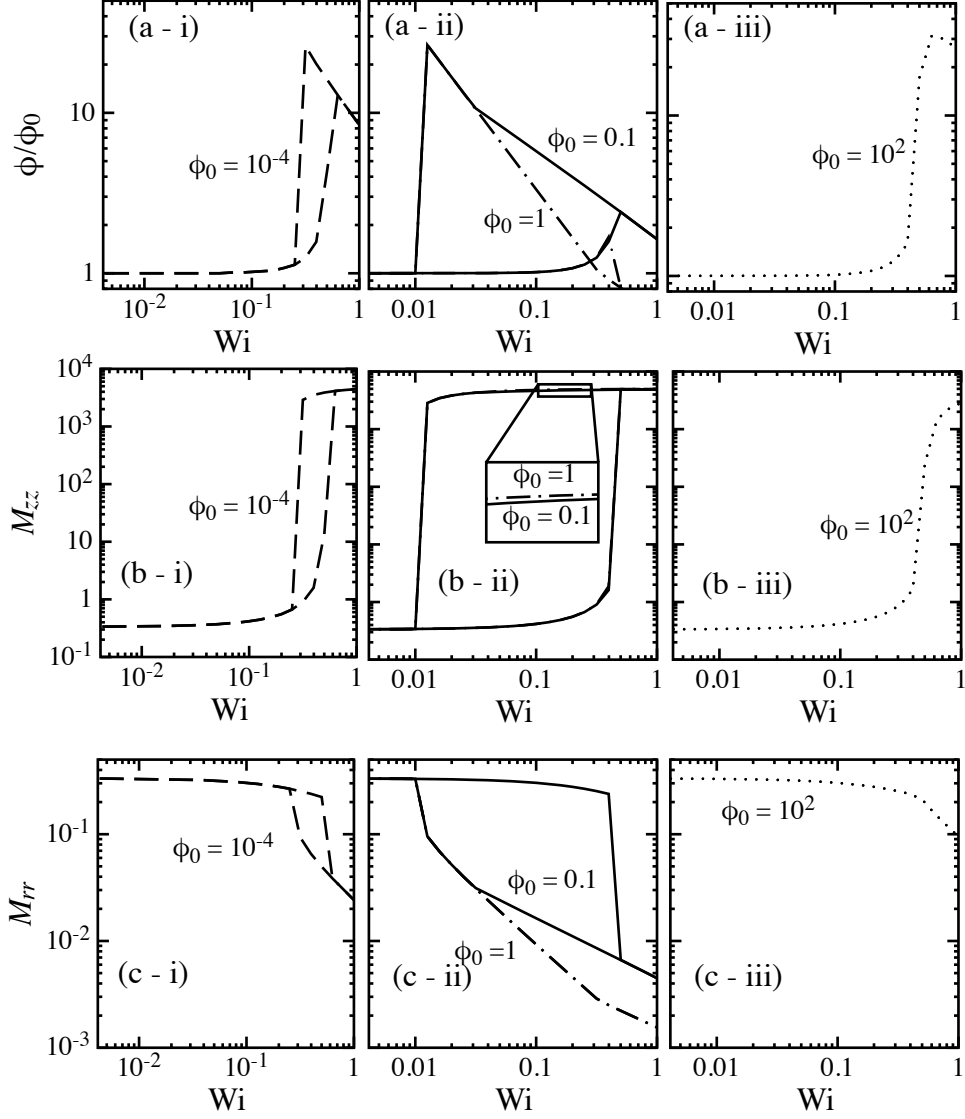 (a - i) (a - ii) (a - iii)
ϕ/ϕ₀
10
1
ϕ₀ = 10⁻⁴
ϕ₀ = 0.1
ϕ₀ =1
ϕ₀ = 10²
10⁻² 10⁻¹ 0.01 0.1 1 0.01 0.1 1
Wi Wi Wi
M_zz
10⁴
10³
10²
10
1
10⁻¹
ϕ₀ = 10⁻⁴
ϕ₀ =1
ϕ₀ = 0.1
ϕ₀ = 10²
(b - i) (b - ii) (b - iii)
10⁻² 10⁻¹ 1 0.01 0.1 1 0.01 0.1 1
Wi Wi Wi
M_rr
10⁻¹
10⁻²
10⁻³
ϕ₀ = 10⁻⁴
ϕ₀ = 0.1
ϕ₀ =1
ϕ₀ = 10²
(c - i) (c - ii) (c - iii)
10⁻² 10⁻¹ 1 0.01 0.1 1 0.01 0.1 1
Wi Wi Wi